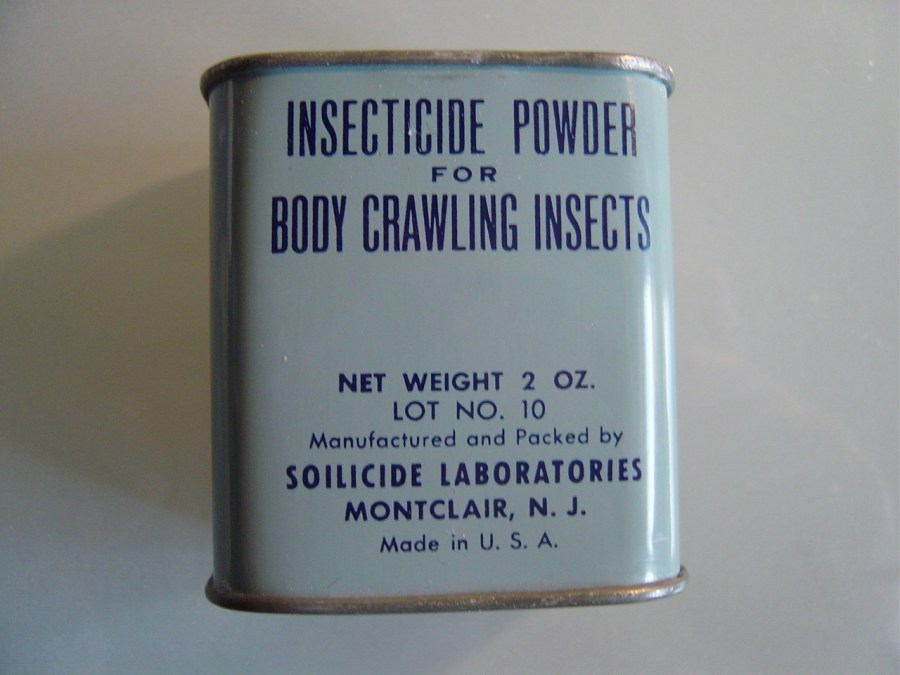 INSECTICIDE POWDER
FOR
BODY CRAWLING INSECTS
NET WEIGHT 2 OZ.
LOT NO. 10
Manufactured and Packed by
SOILICIDE LABORATORIES
MONTCLAIR, N. J.
Made in U. S. A.